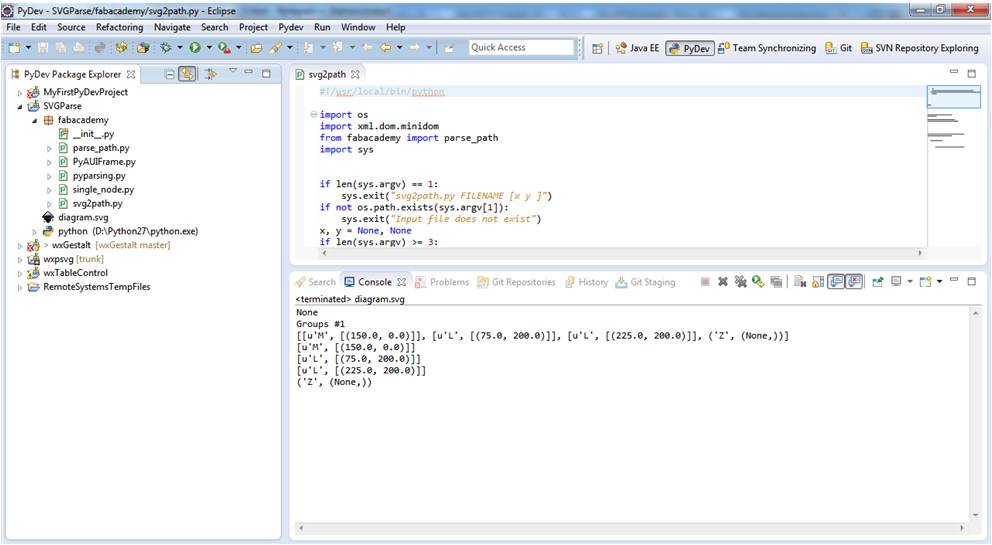 PyDev - SVGParse/fabacademy/svg2path.py - Eclipse
File Edit Source Refactoring Navigate Search Project Pydev Run Window Help
Quick Access
Java EE PyDev Team Synchronizing Git SVN Repository Exploring
PyDev Package Explorer
MyFirstPyDevProject
SVGParse
fabacademy
__init__.py
parse_path.py
PyAUIFrame.py
pyparsing.py
single_node.py
svg2path.py
diagram.svg
python (D:\Python27\python.exe)
> wxGestalt [wxGestalt master]
wxpsvg [trunk]
wxTableControl
RemoteSystemsTempFiles
svg2path
#!/usr/local/bin/python
import os
import xml.dom.minidom
from fabacademy import parse_path
import sys
if len(sys.argv) == 1:
sys.exit("svg2path.py FILENAME [x y ]")
if not os.path.exists(sys.argv[1]):
sys.exit("Input file does not exist")
x, y = None, None
if len(sys.argv) >= 3:
Search Console Problems Git Repositories History Git Staging
<terminated> diagram.svg
None
Groups #1
[[u'M', [(150.0, 0.0)]], [u'L', [(75.0, 200.0)]], [u'L', [(225.0, 200.0)]], ('Z', (None,))]
[u'M', [(150.0, 0.0)]]
[u'L', [(75.0, 200.0)]]
[u'L', [(225.0, 200.0)]]
('Z', (None,))